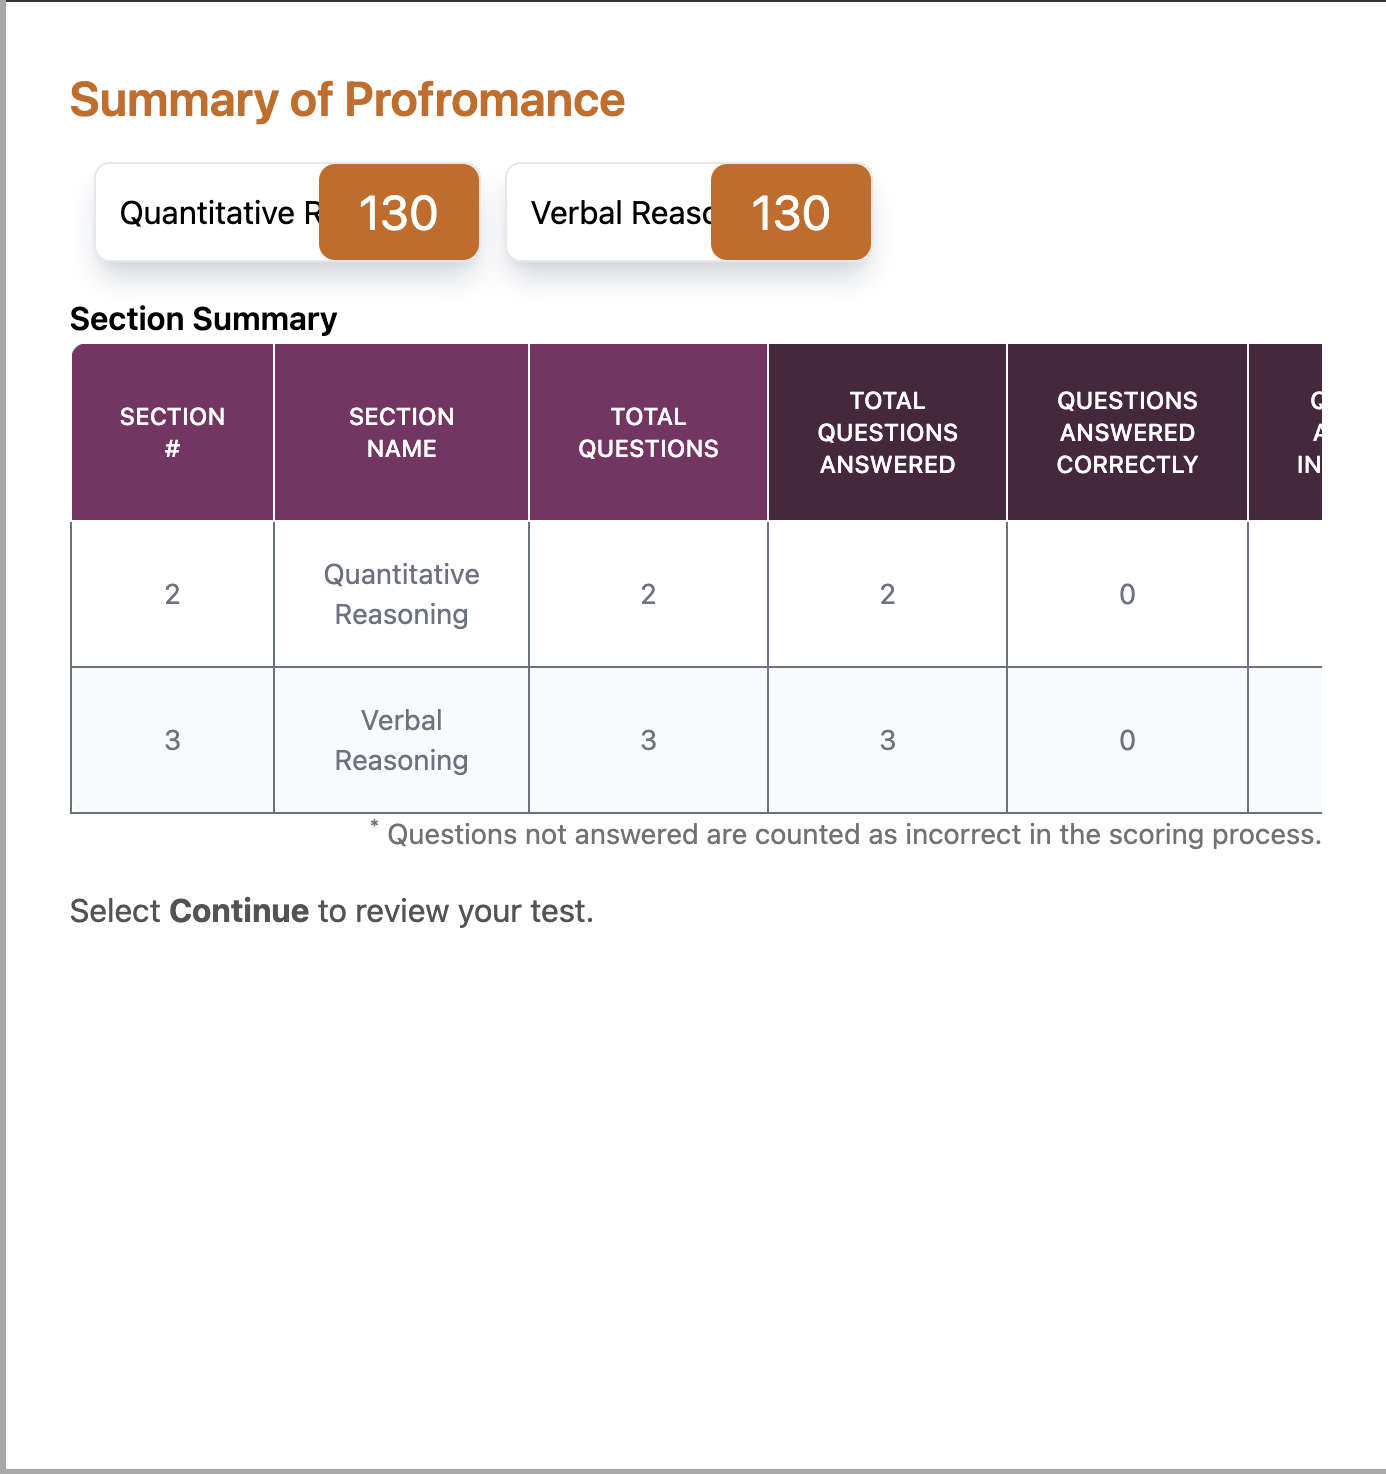 Summary of Profromance
Quantitative R 130
Verbal Reaso 130
Section Summary
SECTION
#
SECTION
NAME
TOTAL
QUESTIONS
TOTAL
QUESTIONS
ANSWERED
QUESTIONS
ANSWERED
CORRECTLY
Q
A
IN
2
Quantitative
Reasoning
2
2
0
3
Verbal
Reasoning
3
3
0
* Questions not answered are counted as incorrect in the scoring process.
Select Continue to review your test.